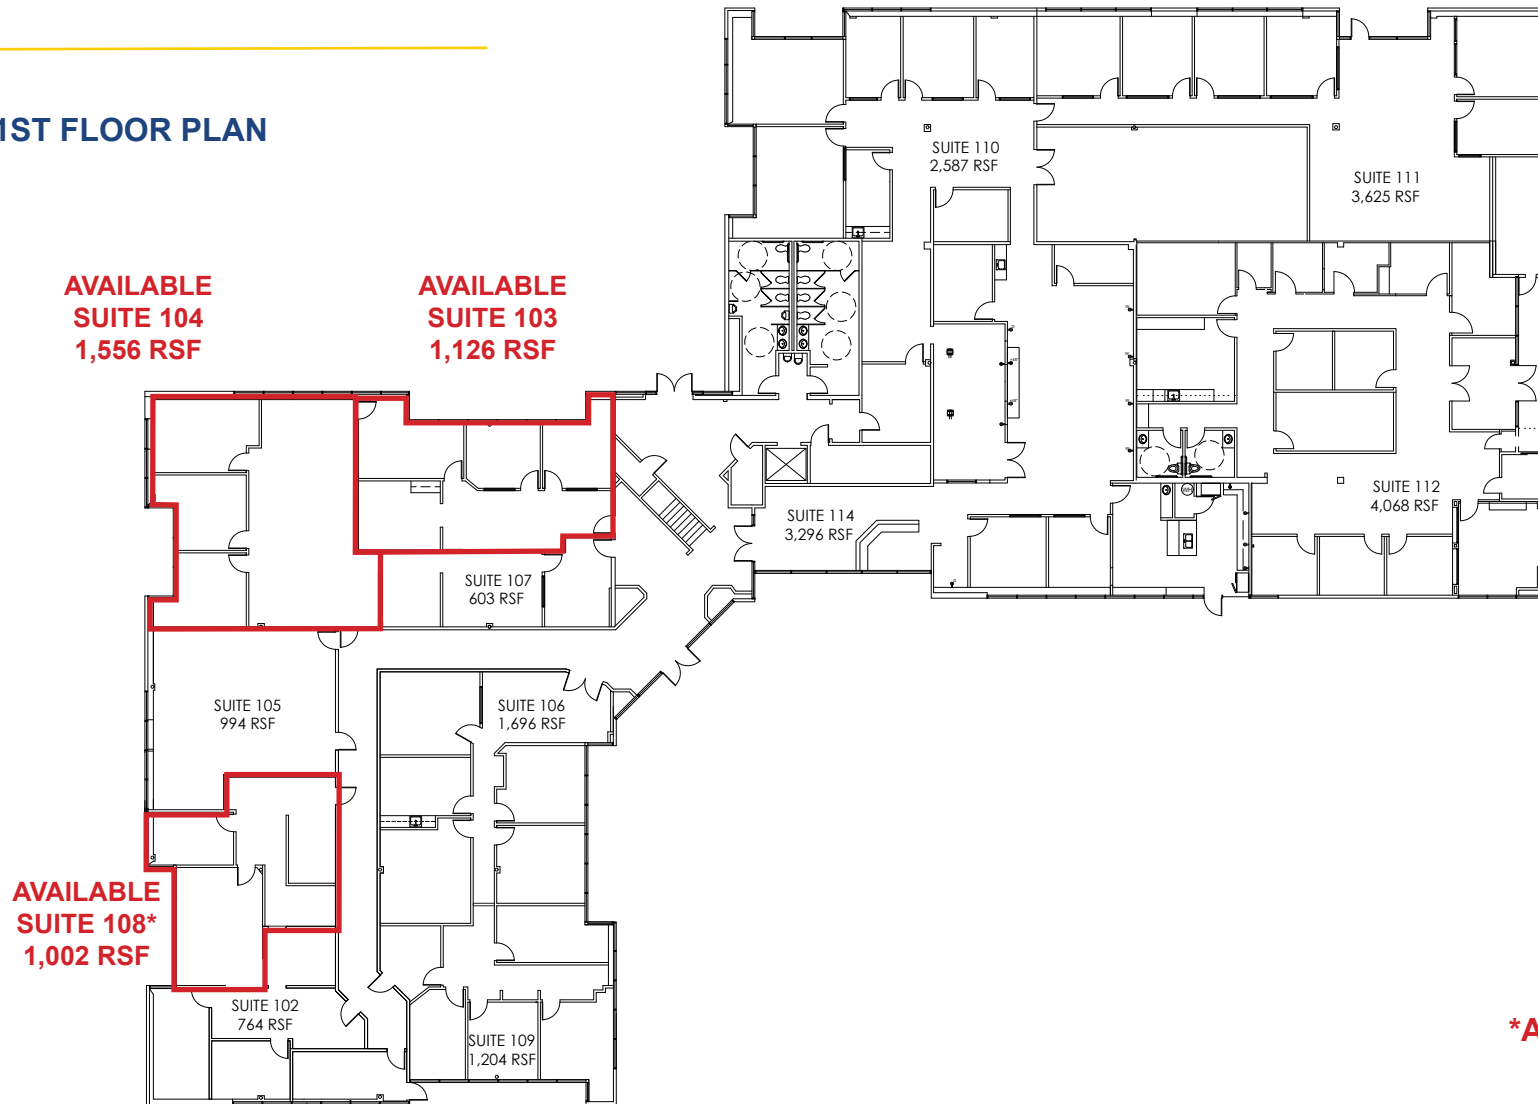 1ST FLOOR PLAN
AVAILABLE
SUITE 104
1,556 RSF
AVAILABLE
SUITE 103
1,126 RSF
SUITE 110
2,587 RSF
SUITE 111
3,625 RSF
SUITE 112
4,068 RSF
SUITE 114
3,296 RSF
SUITE 107
603 RSF
SUITE 105
994 RSF
SUITE 106
1,696 RSF
AVAILABLE
SUITE 108*
1,002 RSF
SUITE 102
764 RSF
SUITE 109
1,204 RSF
*A